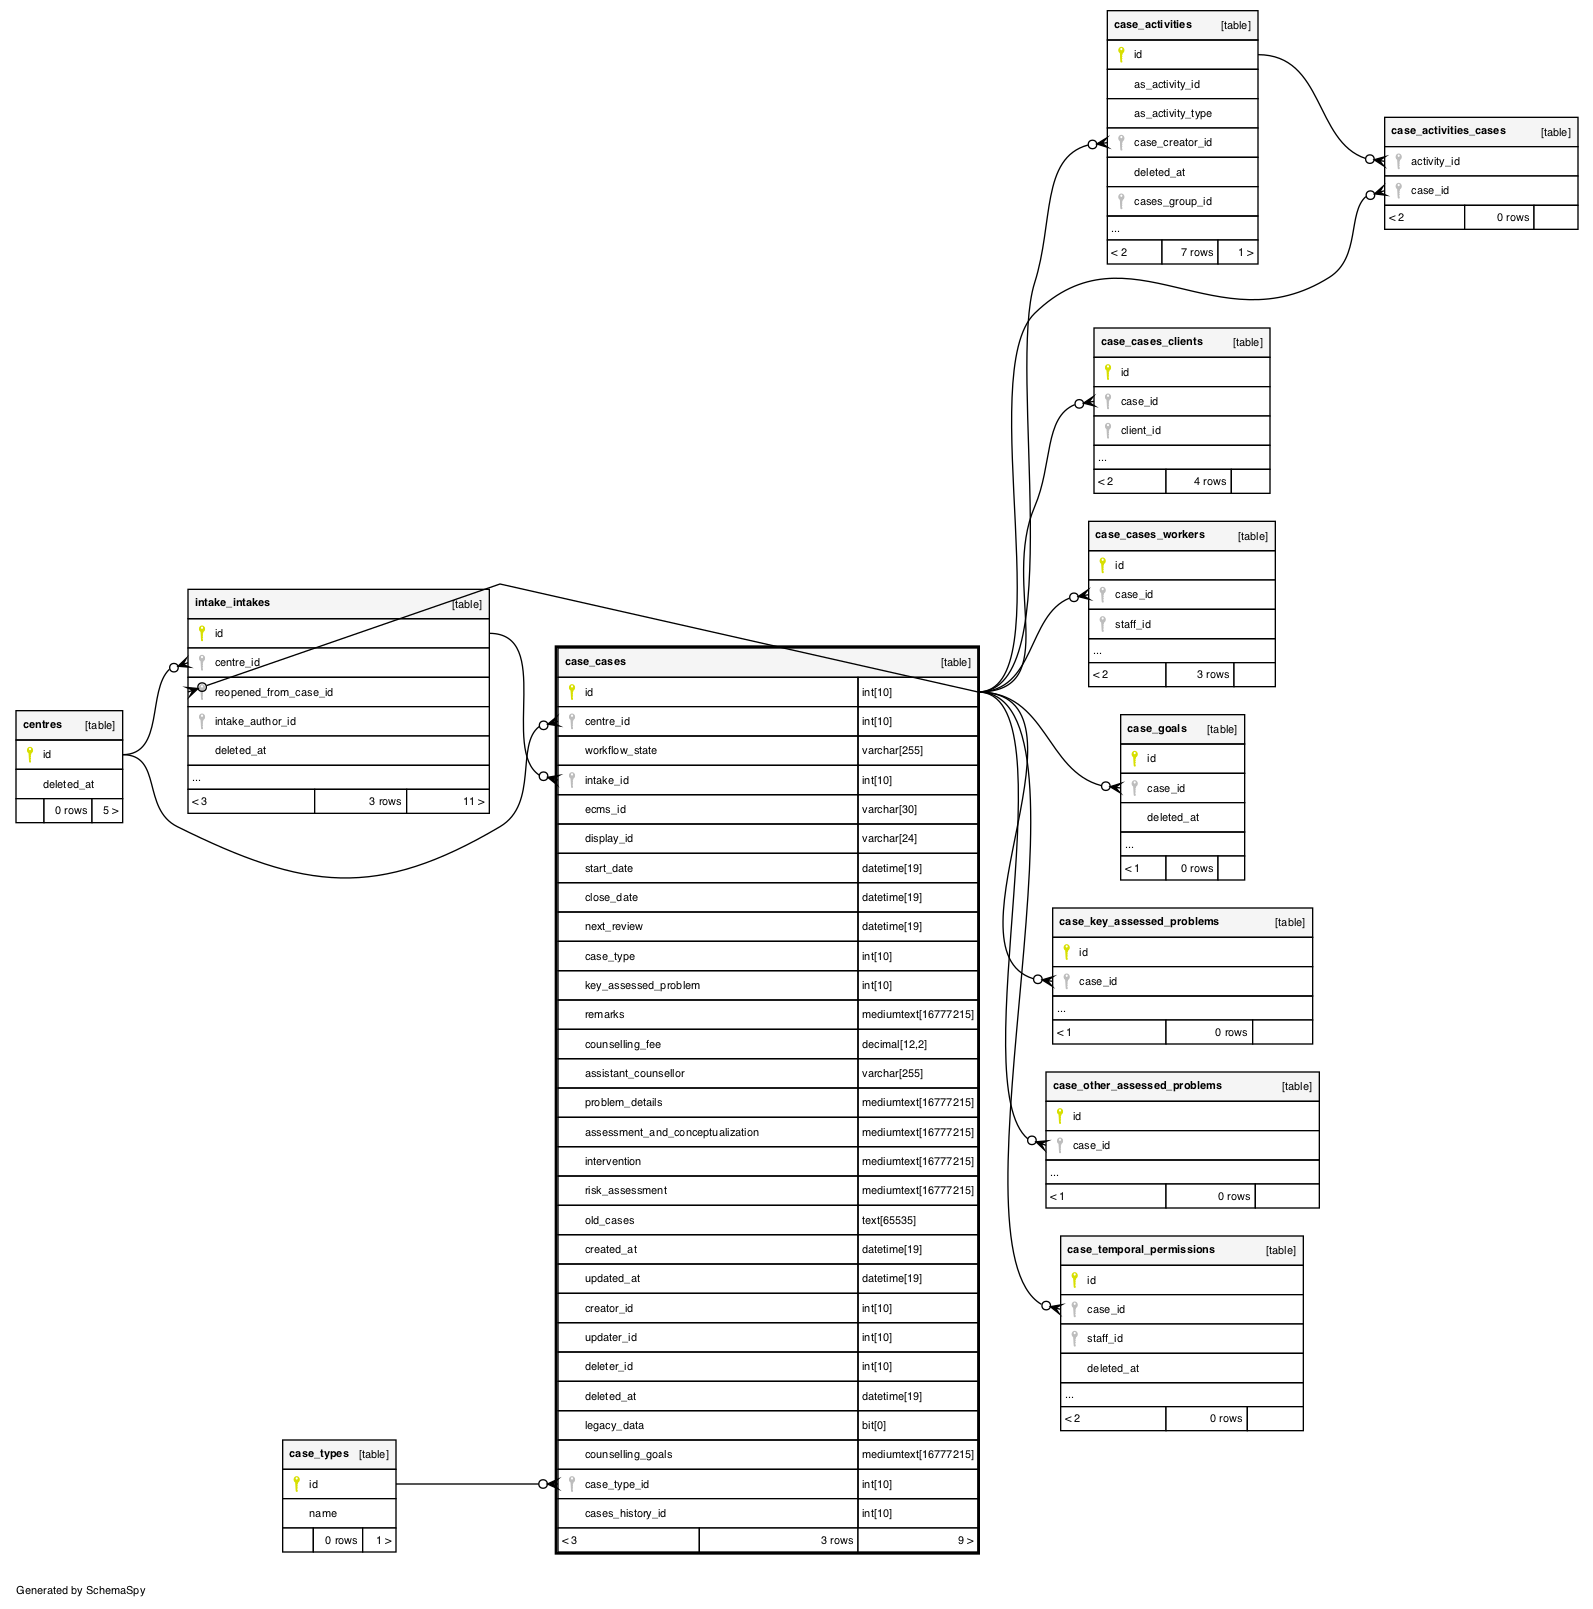 case_activities [table]
id
as_activity_id
as_activity_type
case_creator_id
deleted_at
cases_group_id
...
< 2 7 rows 1 >
case_activities_cases [table]
activity_id
case_id
< 2 0 rows
case_cases_clients [table]
id
case_id
client_id
...
< 2 4 rows
case_cases_workers [table]
id
case_id
staff_id
...
< 2 3 rows
intake_intakes [table]
id
centre_id
reopened_from_case_id
intake_author_id
deleted_at
...
< 3 3 rows 11 >
centres [table]
id
deleted_at
0 rows 5 >
case_cases [table]
id int[10]
centre_id int[10]
workflow_state varchar[255]
intake_id int[10]
ecms_id varchar[30]
display_id varchar[24]
start_date datetime[19]
close_date datetime[19]
next_review datetime[19]
case_type int[10]
key_assessed_problem int[10]
remarks mediumtext[16777215]
counselling_fee decimal[12,2]
assistant_counsellor varchar[255]
problem_details mediumtext[16777215]
assessment_and_conceptualization mediumtext[16777215]
intervention mediumtext[16777215]
risk_assessment mediumtext[16777215]
old_cases text[65535]
created_at datetime[19]
updated_at datetime[19]
creator_id int[10]
updater_id int[10]
deleter_id int[10]
deleted_at datetime[19]
legacy_data bit[0]
counselling_goals mediumtext[16777215]
case_type_id int[10]
cases_history_id int[10]
< 3 3 rows 9 >
case_goals [table]
id
case_id
deleted_at
...
< 1 0 rows
case_key_assessed_problems [table]
id
case_id
...
< 1 0 rows
case_other_assessed_problems [table]
id
case_id
...
< 1 0 rows
case_temporal_permissions [table]
id
case_id
staff_id
deleted_at
...
< 2 0 rows
case_types [table]
id
name
0 rows 1 >
Generated by SchemaSpy